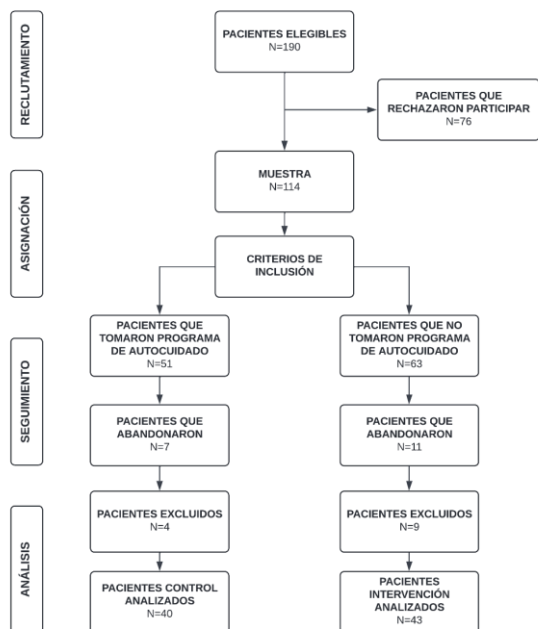 RECLUTAMIENTO
PACIENTES ELEGIBLES
N=190
PACIENTES QUE
RECHAZARON PARTICIPAR
N=76
MUESTRA
N=114
ASIGNACIÓN
CRITERIOS DE
INCLUSIÓN
PACIENTES QUE
TOMARON PROGRAMA
DE AUTOCUIDADO
N=51
PACIENTES QUE NO
TOMARON PROGRAMA
DE AUTOCUIDADO
N=63
SEGUIMIENTO
PACIENTES QUE
ABANDONARON
N=7
PACIENTES QUE
ABANDONARON
N=11
ANÁLISIS
PACIENTES EXCLUIDOS
N=4
PACIENTES EXCLUIDOS
N=9
PACIENTES CONTROL
ANALIZADOS
N=40
PACIENTES
INTERVENCIÓN
ANALIZADOS
N=43